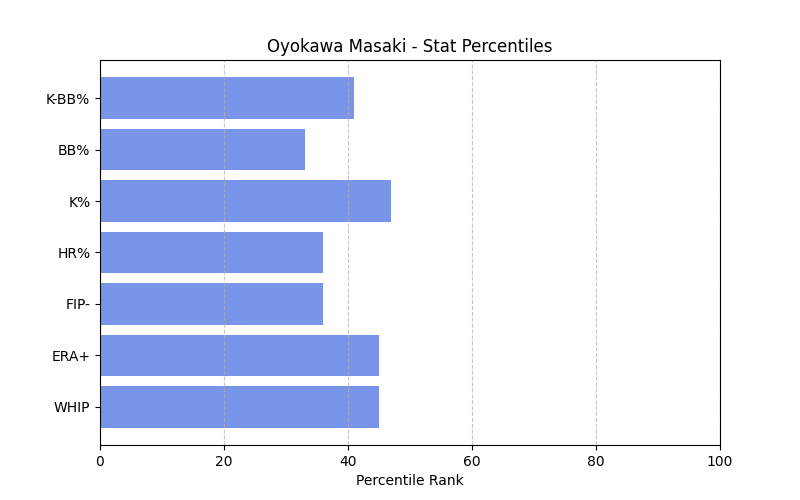 Oyokawa Masaki - Stat Percentiles
K-BB%
BB%
K%
HR%
FIP-
ERA+
WHIP
0 20 40 60 80 100
Percentile Rank